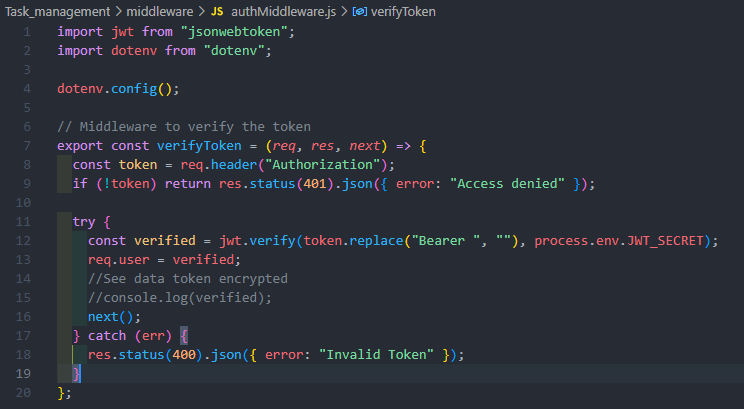 Task_management > middleware > JS authMiddleware.js > verifyToken
1 import jwt from "jsonwebtoken";
2 import dotenv from "dotenv";
3
4 dotenv.config();
5
6 // Middleware to verify the token
7 export const verifyToken = (req, res, next) => {
8 const token = req.header("Authorization");
9 if (!token) return res.status(401).json({ error: "Access denied" });
10
11 try {
12 const verified = jwt.verify(token.replace("Bearer ", ""), process.env.JWT_SECRET);
13 req.user = verified;
14 //See data token encrypted
15 //console.log(verified);
16 next();
17 } catch (err) {
18 res.status(400).json({ error: "Invalid Token" });
19 }
20 };